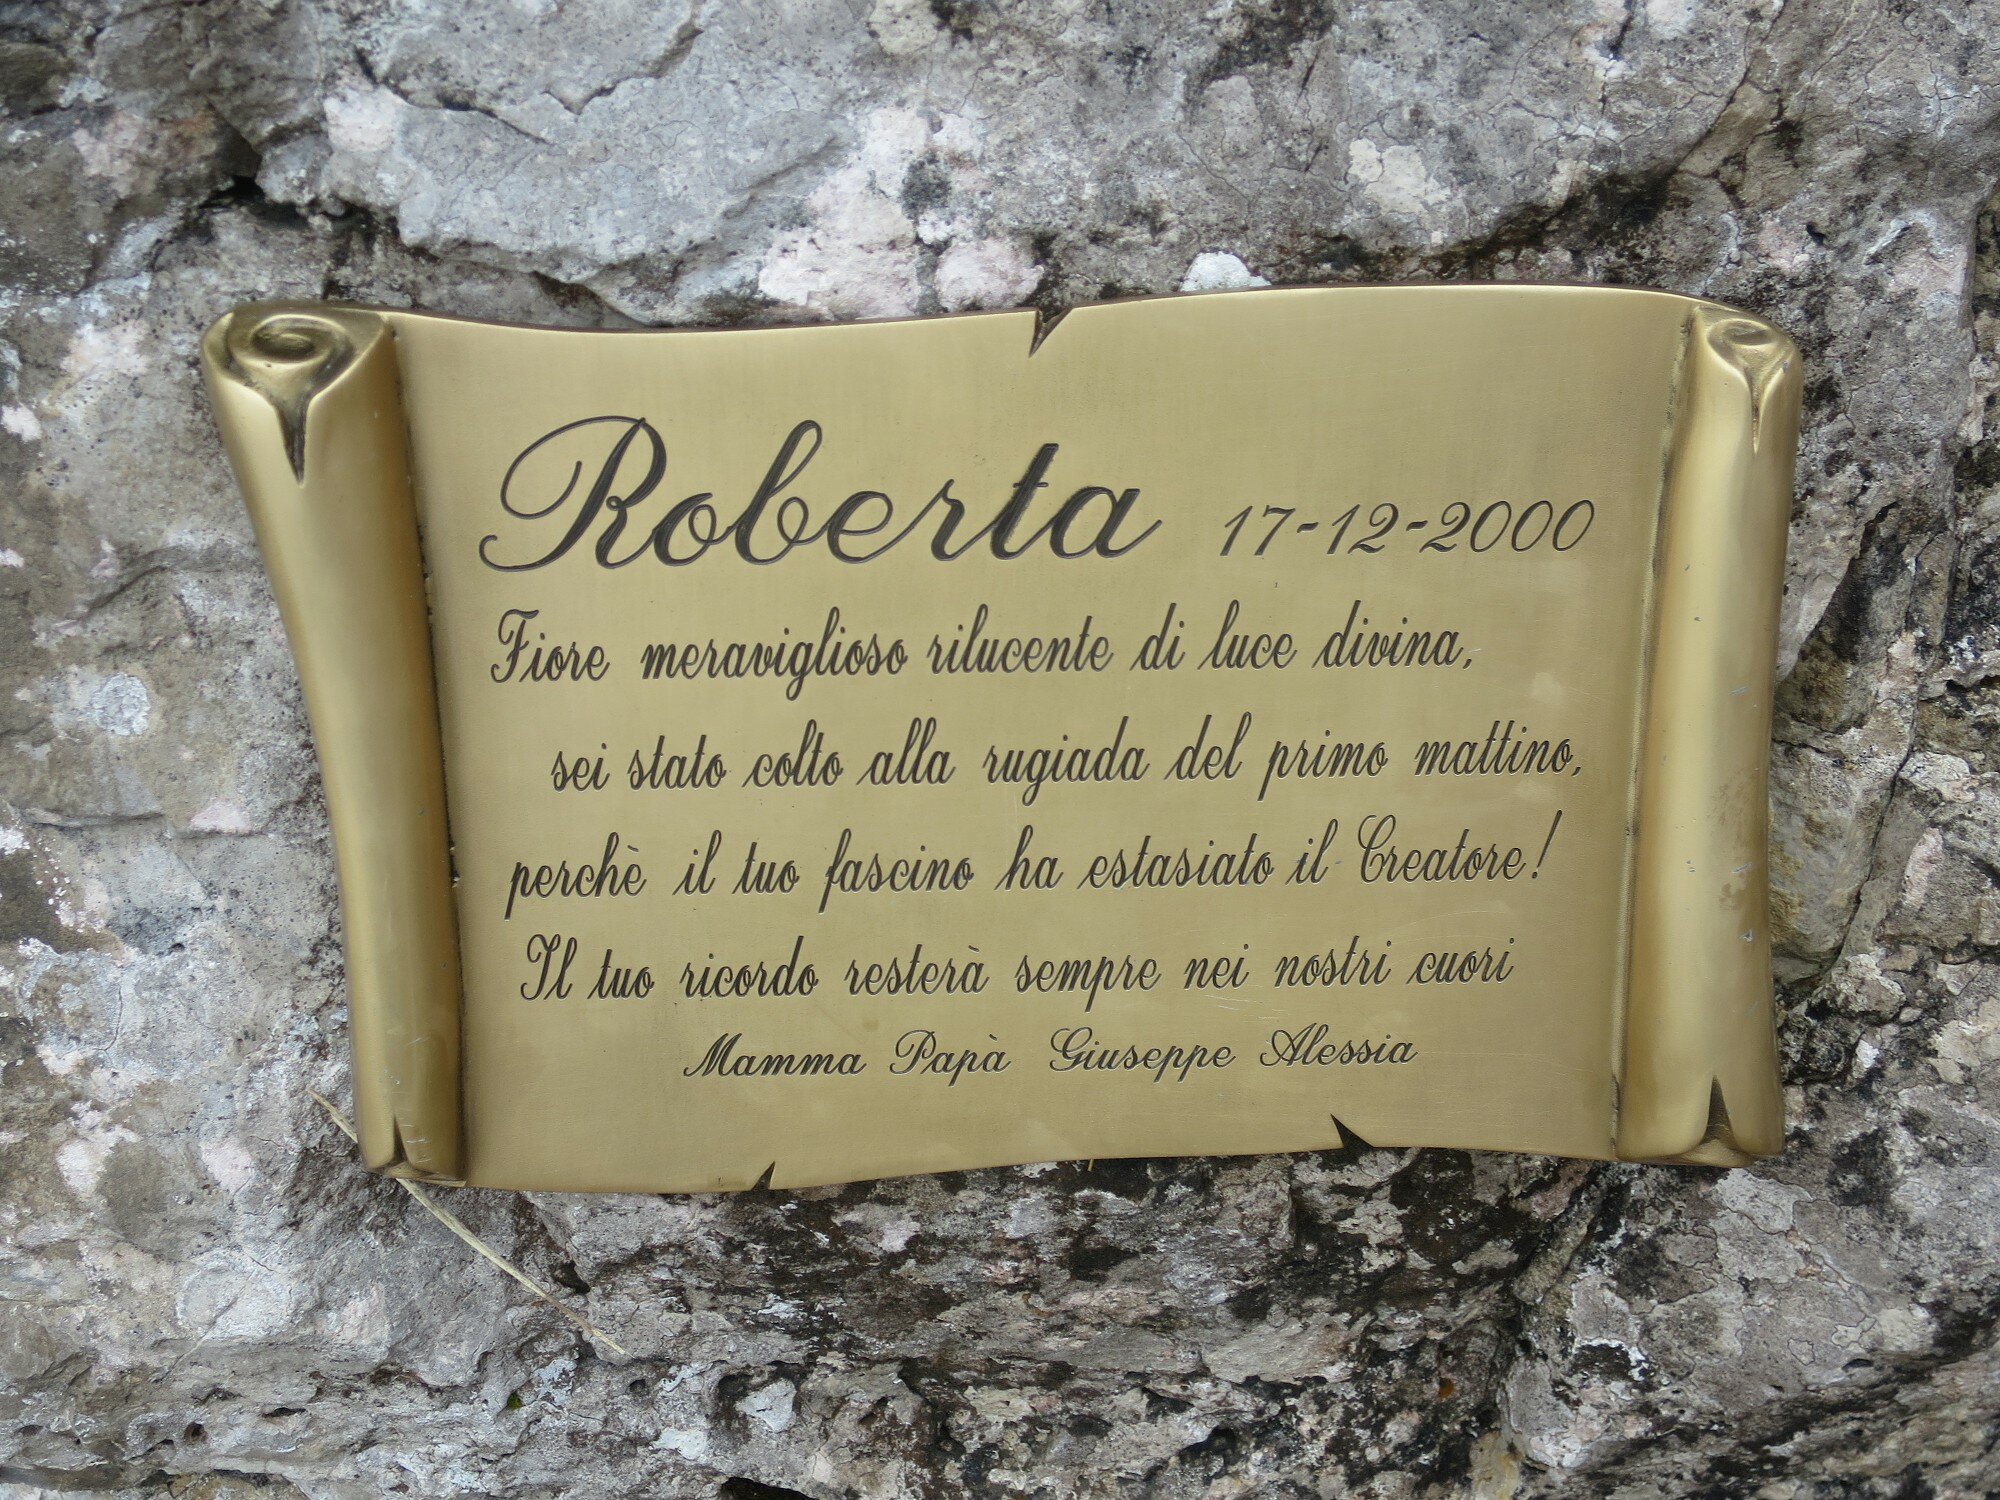 Roberta 17-12-2000
Fiore meraviglioso rilucente di luce divina,
sei stato colto alla rugiada del primo mattino,
perchè il tuo fascino ha estasiato il Creatore!
Il tuo ricordo resterà sempre nei nostri cuori
Mamma Papà Giuseppe Alessia